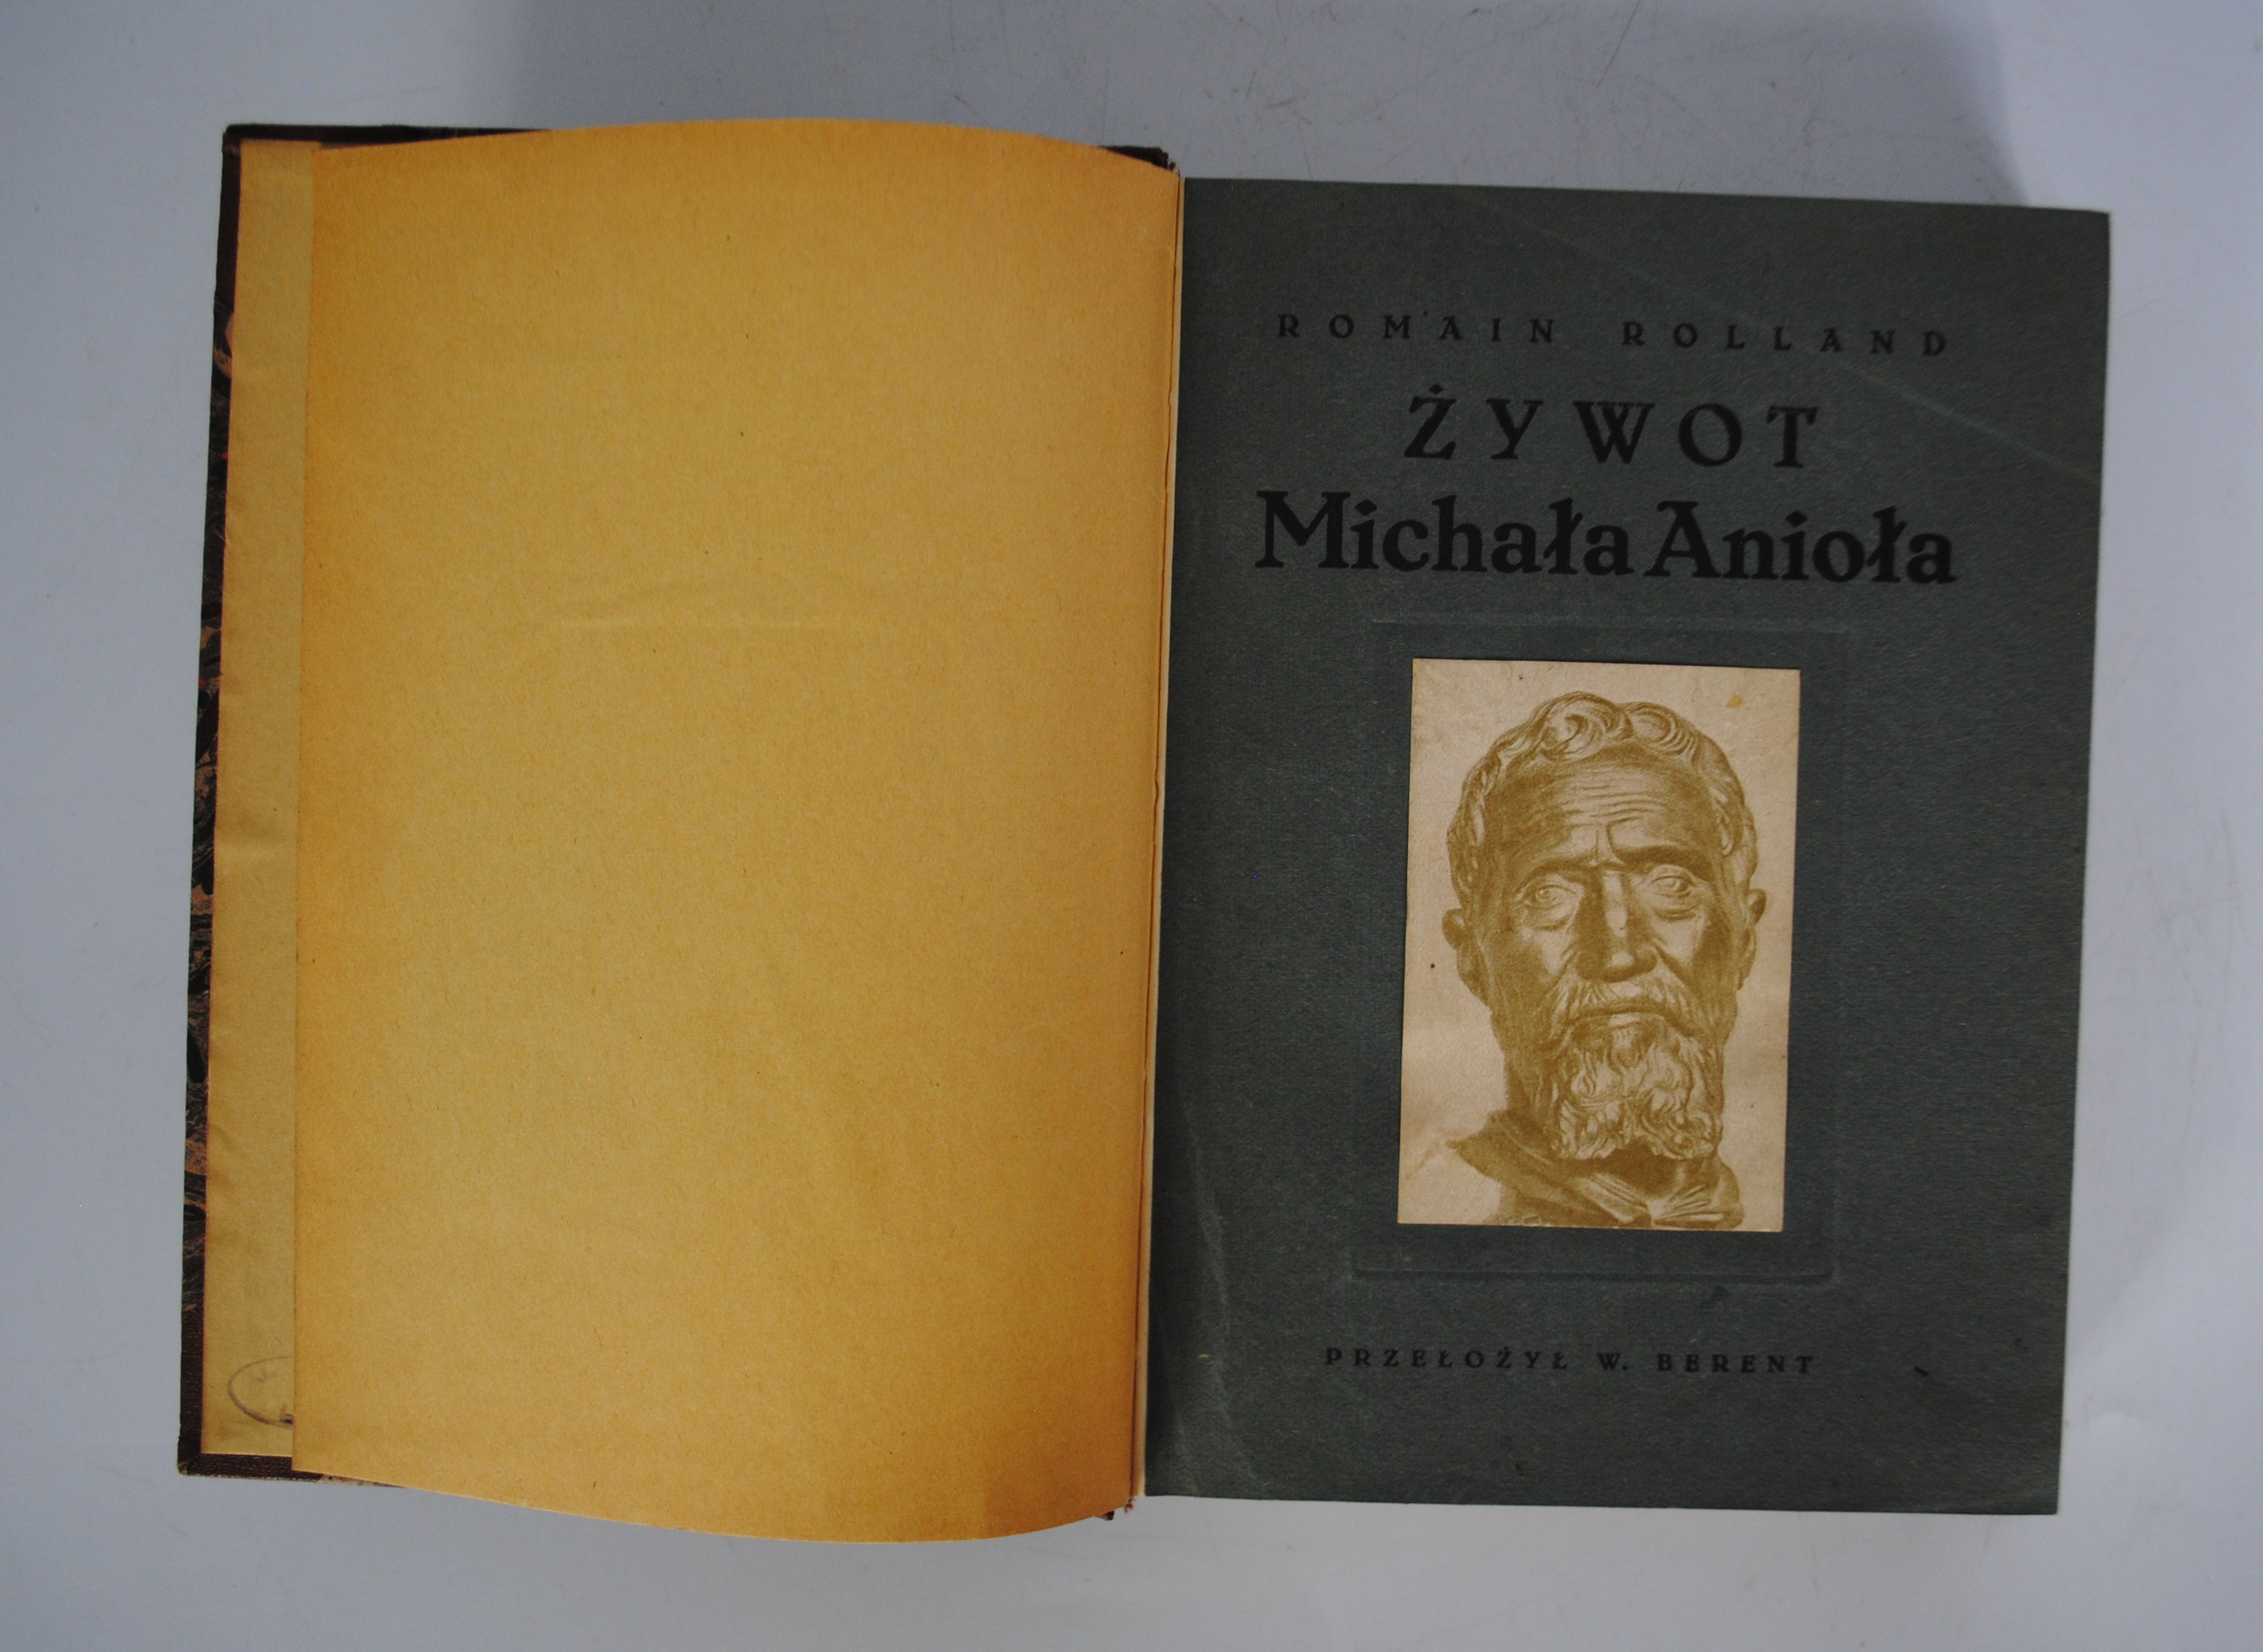 ROMAIN ROLLAND
ŻYWOT
Michała Anioła
PRZEŁOŻYŁ W. BERENT